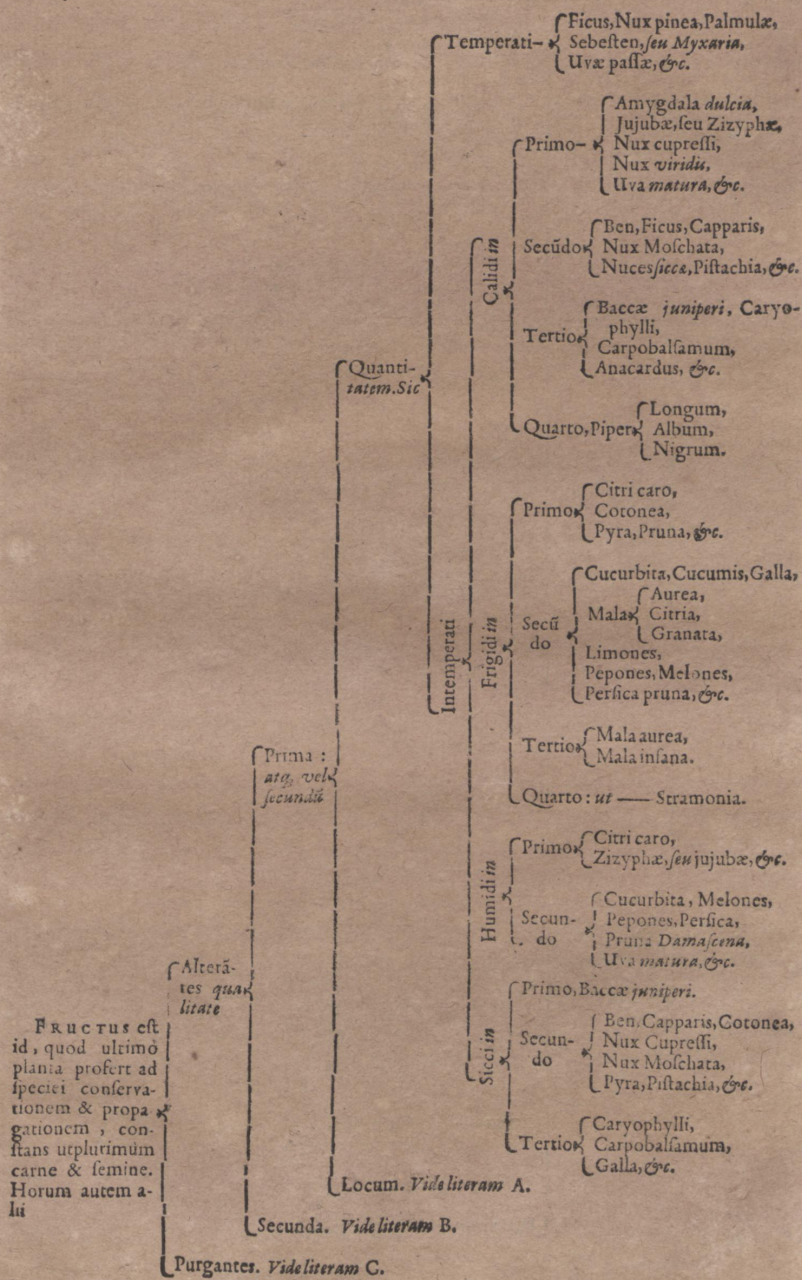 FRUCTUS eſt
id, quod ultimò
planta profert ad
ſpeciei conſerva-
tionem & propa
gationem, con-
ſtans utplurimùm
carne & ſemine.
Horum autem a-
lii
Alterā-
tes qua
litate
Prima :
atq; vel
ſecundũ
Quanti-
tatem. Sic
Temperati-
Ficus, Nux pinea, Palmulæ,
Sebeſten, ſeu Myxaria,
Uvæ paſſæ, &c.
Intemperati
Calidi in
Primo-
Amygdala dulcia,
Jujubæ, ſeu Zizyphæ,
Nux cupreſſi,
Nux viridis,
Uva matura, &c.
Secũdo
Ben, Ficus, Capparis,
Nux Moſchata,
Nuces ſiccæ, Piſtachia, &c.
Tertio
Baccæ juniperi, Caryo-
phylli,
Carpobalſamum,
Anacardus, &c.
Quarto, Piper
Longum,
Album,
Nigrum.
Frigidi in
Primo
Citri caro,
Cotonea,
Pyra, Pruna, &c.
Secũ
do
Cucurbita, Cucumis, Galla,
Mala
Aurea,
Citria,
Granata,
Limones,
Pepones, Melones,
Perſica pruna, &c.
Tertio
Mala aurea,
Mala inſana.
Quarto : ut — Stramonia.
Humidi in
Primo
Citri caro,
Zizyphæ, ſeu jujubæ, &c.
Secun-
do
Cucurbita, Melones,
Pepones, Perſica,
Pruna Damaſcena,
Uva matura, &c.
Sicci in
Primo, Baccæ juniperi.
Secun-
do
Ben, Capparis, Cotonea,
Nux Cupreſſi,
Nux Moſchata,
Pyra, Piſtachia, &c.
Tertio
Caryophylli,
Carpobalſamum,
Galla, &c.
Locum. Vide literam A.
Secunda. Vide literam B.
Purgantes. Vide literam C.